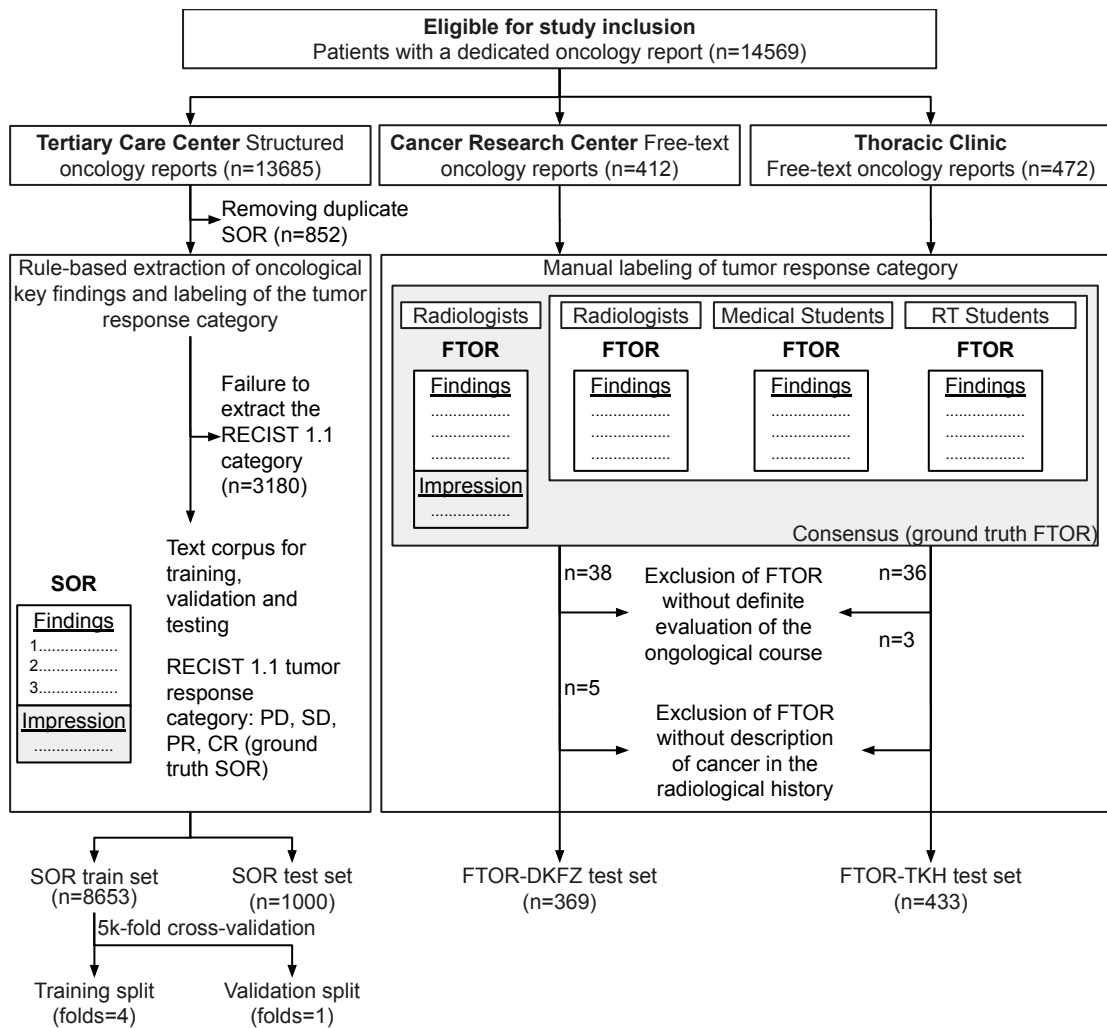 Eligible for study inclusion
Patients with a dedicated oncology report (n=14569)
Tertiary Care Center Structured
oncology reports (n=13685)
Cancer Research Center Free-text
oncology reports (n=412)
Thoracic Clinic
Free-text oncology reports (n=472)
Removing duplicate
SOR (n=852)
Rule-based extraction of oncological
key findings and labeling of the tumor
response category
Failure to
extract the
RECIST 1.1
category
(n=3180)
Text corpus for
training,
validation and
testing
RECIST 1.1 tumor
response
category: PD, SD,
PR, CR (ground
truth SOR)
SOR
Findings
1..................
2..................
3..................
Impression
..................
Manual labeling of tumor response category
Radiologists
FTOR
Findings
..................
..................
..................
Impression
..................
Radiologists
FTOR
Findings
..................
..................
..................
Medical Students
FTOR
Findings
..................
..................
..................
RT Students
FTOR
Findings
..................
..................
..................
Consensus (ground truth FTOR)
n=38
Exclusion of FTOR
without definite
evaluation of the
ongological course
n=36
n=3
n=5
Exclusion of FTOR
without description
of cancer in the
radiological history
SOR train set
(n=8653)
SOR test set
(n=1000)
FTOR-DKFZ test set
(n=369)
FTOR-TKH test set
(n=433)
5k-fold cross-validation
Training split
(folds=4)
Validation split
(folds=1)